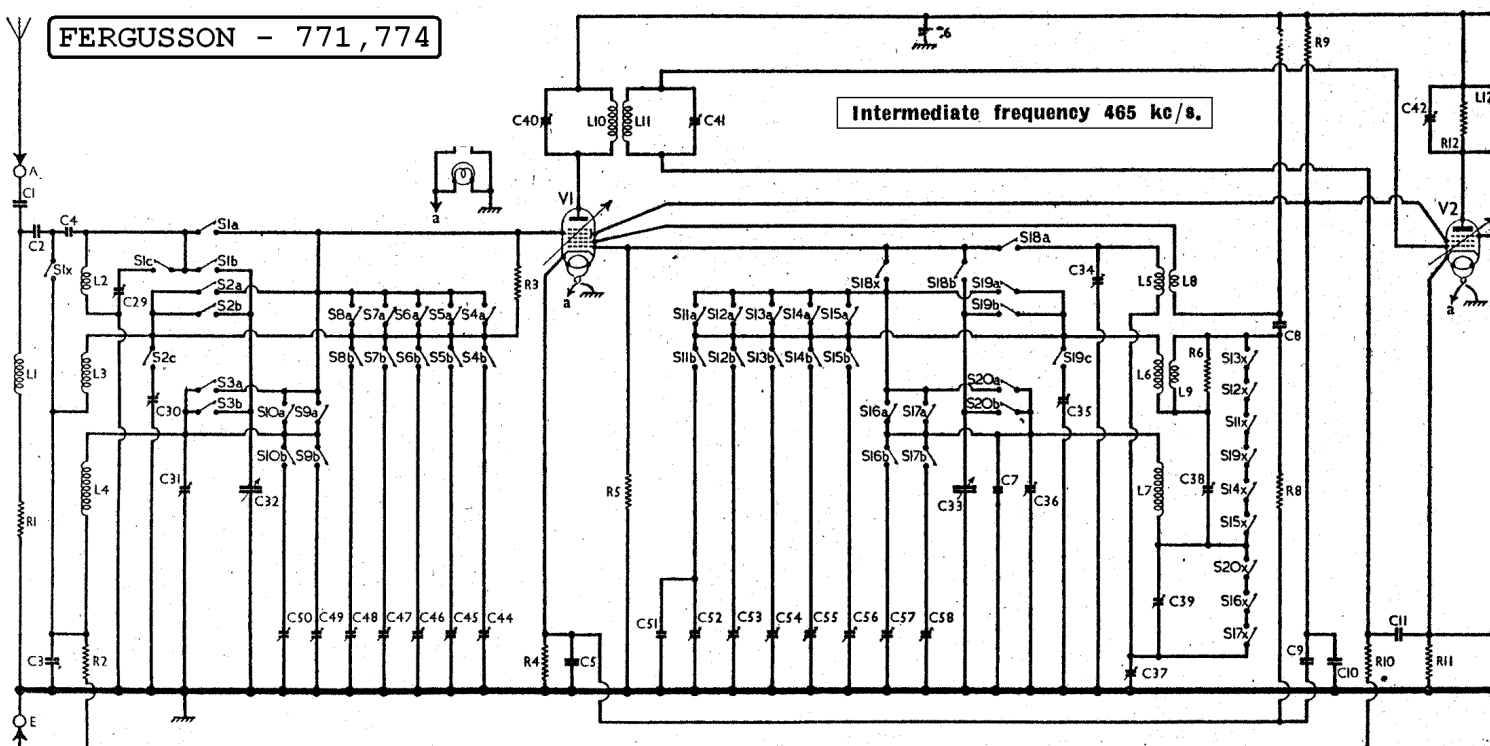 FERGUSSON - 771,774
Intermediate frequency 465 kc/s.
R9
C40
L10
L11
C41
C42
L12
R12
A
C1
C2
C4
S1a
V1
V2
a
a
a
S1x
L2
S1c
S1b
C29
S2a
S2b
R3
S18a
S18x
S18b
S19a
S19b
C34
L5
L8
C8
S8a
S7a
S6a
S5a
S4a
S11a
S12a
S13a
S14a
S15a
S2c
S8b
S7b
S6b
S5b
S4b
S11b
S12b
S13b
S14b
S15b
S19c
L1
L3
L6
L9
R6
S13x
S12x
S11x
S19x
S14x
S15x
S3a
S3b
C30
S10a
S9a
S10b
S9b
S16a
S17a
S16b
S17b
S20a
S20b
C35
L4
C31
C32
R1
R5
C33
C7
C36
L7
C38
R8
S20x
S16x
S17x
C39
C50
C49
C48
C47
C46
C45
C44
C51
C52
C53
C54
C55
C56
C57
C58
C11
C3
R2
R4
C5
C37
C9
C10
R10
R11
E